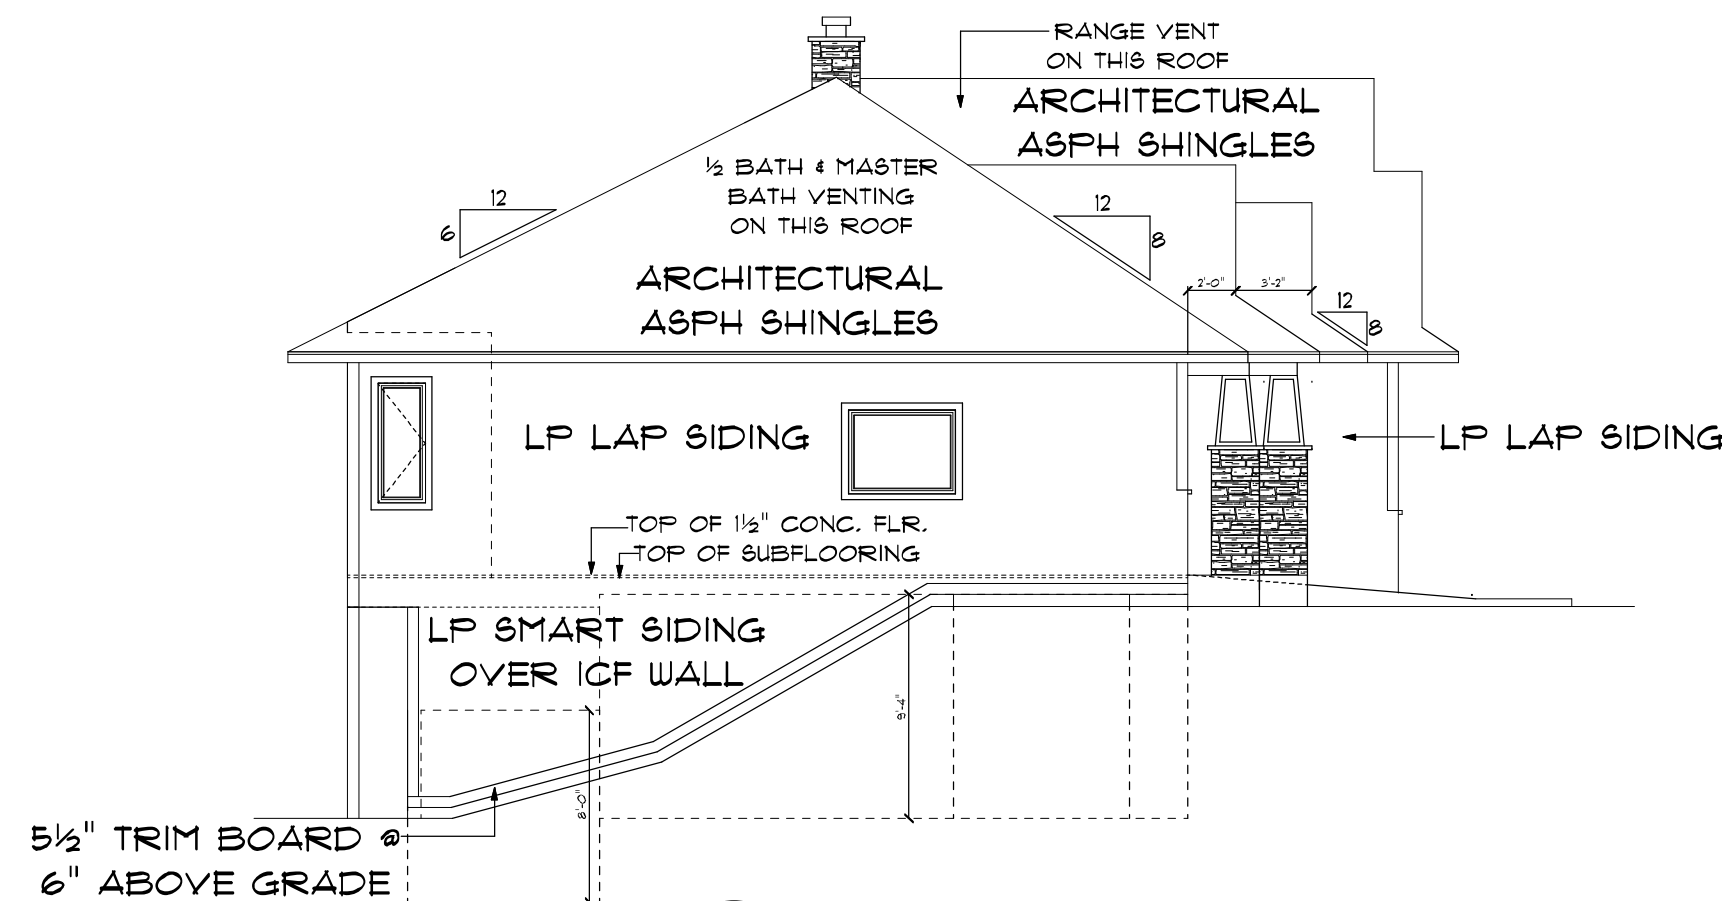 RANGE VENT
ON THIS ROOF
ARCHITECTURAL
ASPH SHINGLES
½ BATH & MASTER
BATH VENTING
ON THIS ROOF
12
6
12
8
ARCHITECTURAL
ASPH SHINGLES
2'-0"
3'-2"
12
8
LP LAP SIDING
LP LAP SIDING
TOP OF 1½" CONC. FLR.
TOP OF SUBFLOORING
LP SMART SIDING
OVER ICF WALL
9'-4"
8'-0"
5½" TRIM BOARD @
6" ABOVE GRADE